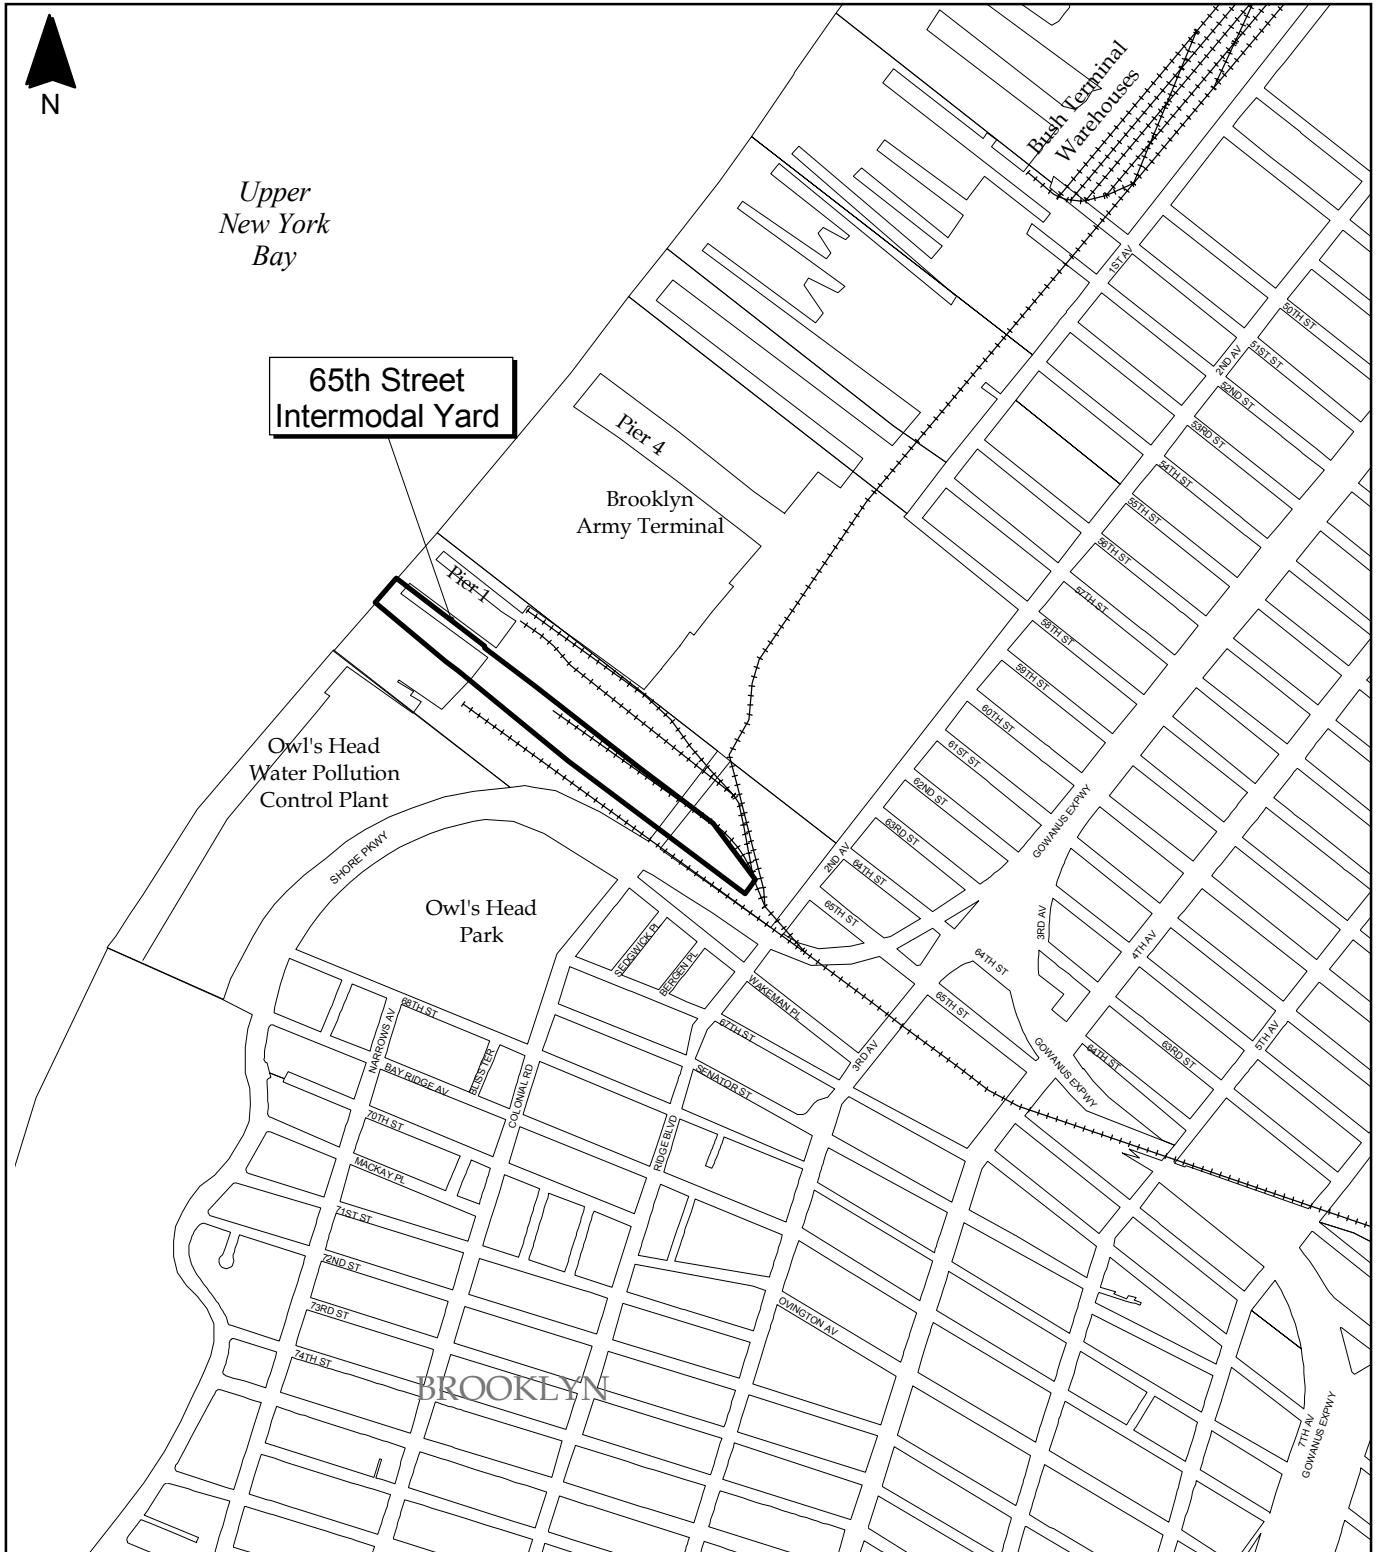 N
Upper
New York
Bay
Bush Terminal
Warehouses
1ST AV
50TH ST
2ND AV
51ST ST
52ND ST
65th Street
Intermodal Yard
Pier 4
53RD ST
54TH ST
Brooklyn
Army Terminal
55TH ST
56TH ST
Pier 1
57TH ST
58TH ST
59TH ST
60TH ST
61ST ST
62ND ST
Owl's Head
Water Pollution
Control Plant
GOWANUS EXPWY
63RD ST
2ND AV
64TH ST
SHORE PKWY
65TH ST
Owl's Head
Park
3RD AV
4TH AV
SEDGWICK Pl
BERGEN PL
64TH ST
WAKEMAN PL
65TH ST
68TH ST
NARROWS AV
67TH ST
5TH AV
3RD AV
GOWANUS EXPWY
64TH ST
63RD ST
BLISS TER
BAY RIDGE AV
COLONIAL RD
SENATOR ST
70TH ST
RIDGE BLVD
MACKAY PL
71ST ST
72ND ST
73RD ST
OVINGTON AV
74TH ST
BROOKLYN
7TH AV
GOWANUS EXPWY